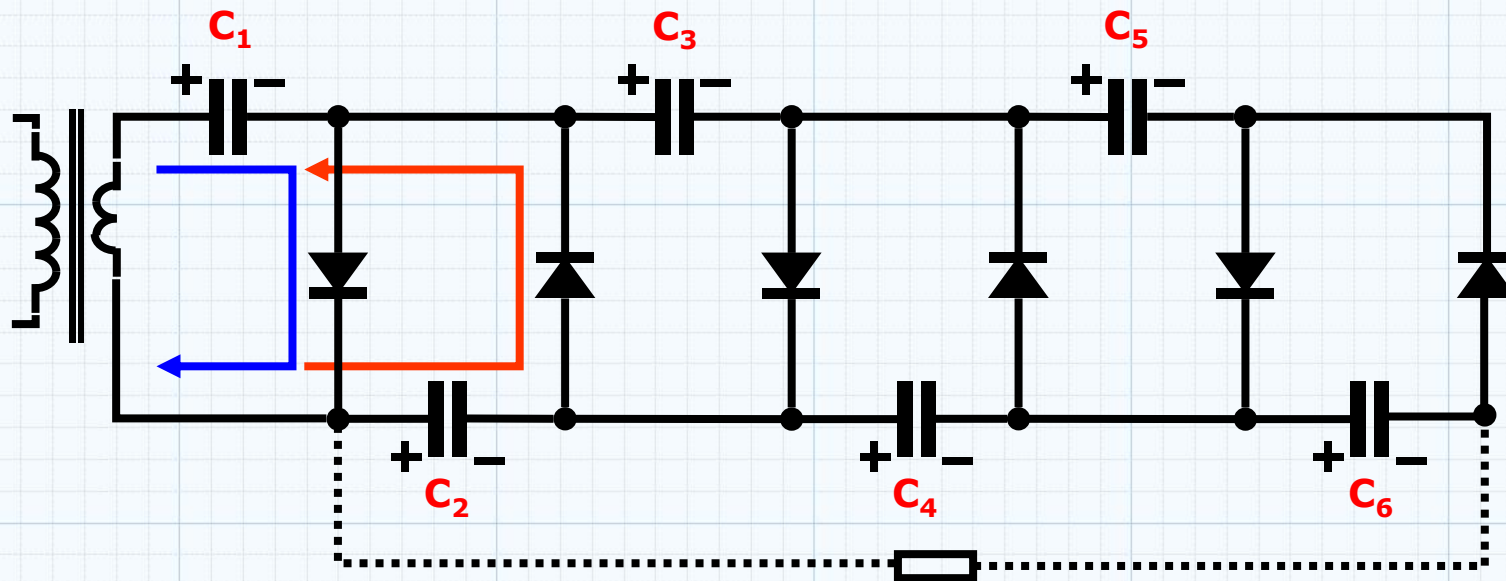 C₁ C₃ C₅
+ − + − + −
+ − + − + −
C₂ C₄ C₆